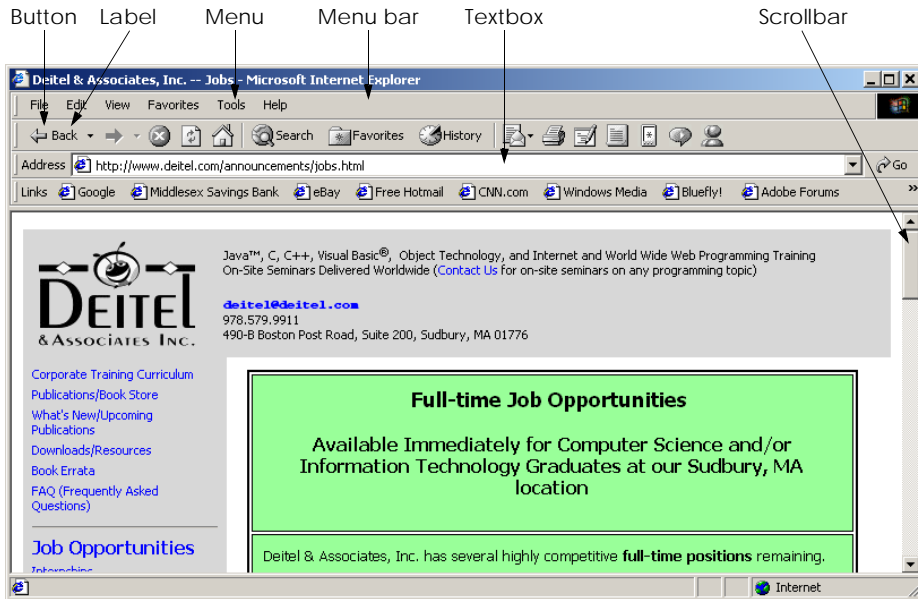 Button Label Menu Menu bar Textbox Scrollbar
Deitel & Associates, Inc. -- Jobs - Microsoft Internet Explorer
File Edit View Favorites Tools Help
Back Search Favorites History
Address http://www.deitel.com/announcements/jobs.html Go
Links Google Middlesex Savings Bank eBay Free Hotmail CNN.com Windows Media Bluefly! Adobe Forums »
DEITEL
& ASSOCIATES INC.
Java™, C, C++, Visual Basic®, Object Technology, and Internet and World Wide Web Programming Training
On-Site Seminars Delivered Worldwide (Contact Us for on-site seminars on any programming topic)
deitel@deitel.com
978.579.9911
490-B Boston Post Road, Suite 200, Sudbury, MA 01776
Corporate Training Curriculum
Publications/Book Store
What's New/Upcoming
Publications
Downloads/Resources
Book Errata
FAQ (Frequently Asked
Questions)
Job Opportunities
Internships
Full-time Job Opportunities
Available Immediately for Computer Science and/or
Information Technology Graduates at our Sudbury, MA
location
Deitel & Associates, Inc. has several highly competitive full-time positions remaining.
Internet